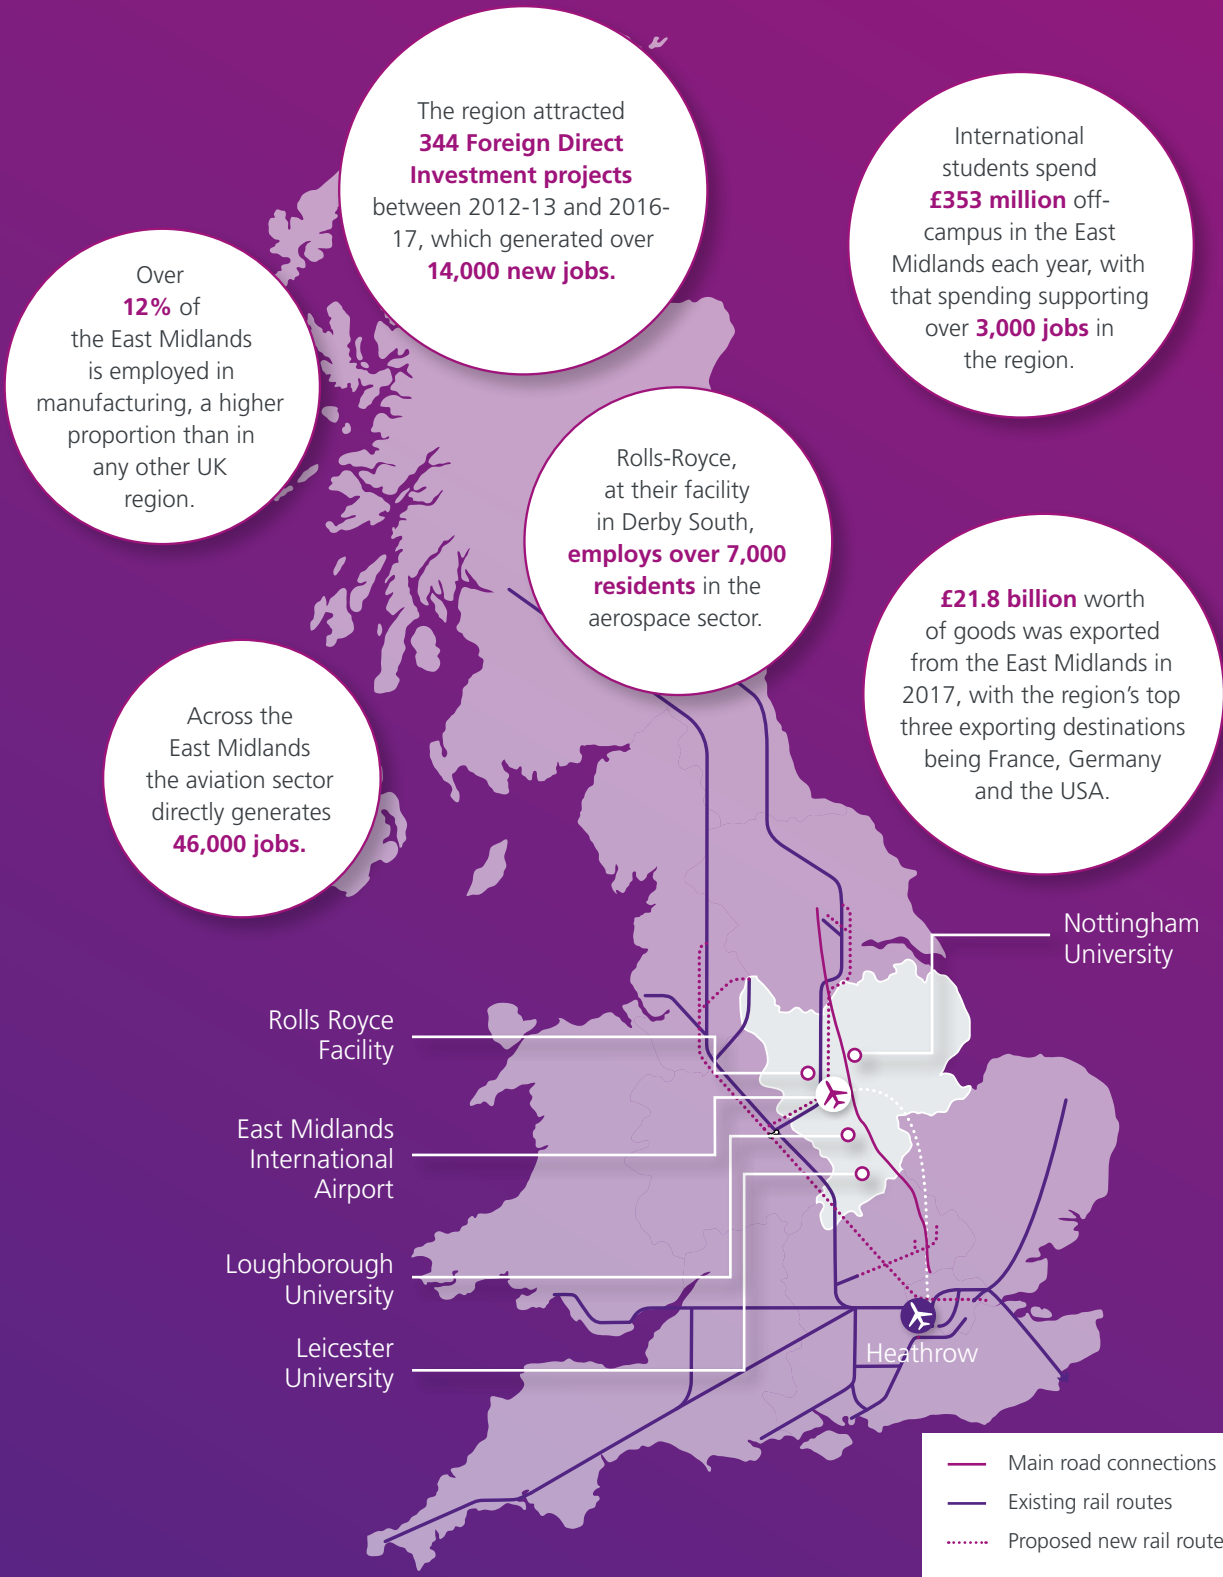 The region attracted
344 Foreign Direct
Investment projects
between 2012-13 and 2016-
17, which generated over
14,000 new jobs.
International
students spend
£353 million off-
campus in the East
Midlands each year, with
that spending supporting
over 3,000 jobs in
the region.
Over
12% of
the East Midlands
is employed in
manufacturing, a higher
proportion than in
any other UK
region.
Rolls-Royce,
at their facility
in Derby South,
employs over 7,000
residents in the
aerospace sector.
£21.8 billion worth
of goods was exported
from the East Midlands in
2017, with the region's top
three exporting destinations
being France, Germany
and the USA.
Across the
East Midlands
the aviation sector
directly generates
46,000 jobs.
Nottingham
University
Rolls Royce
Facility
East Midlands
International
Airport
Loughborough
University
Leicester
University
Heathrow
Main road connections
Existing rail routes
Proposed new rail route